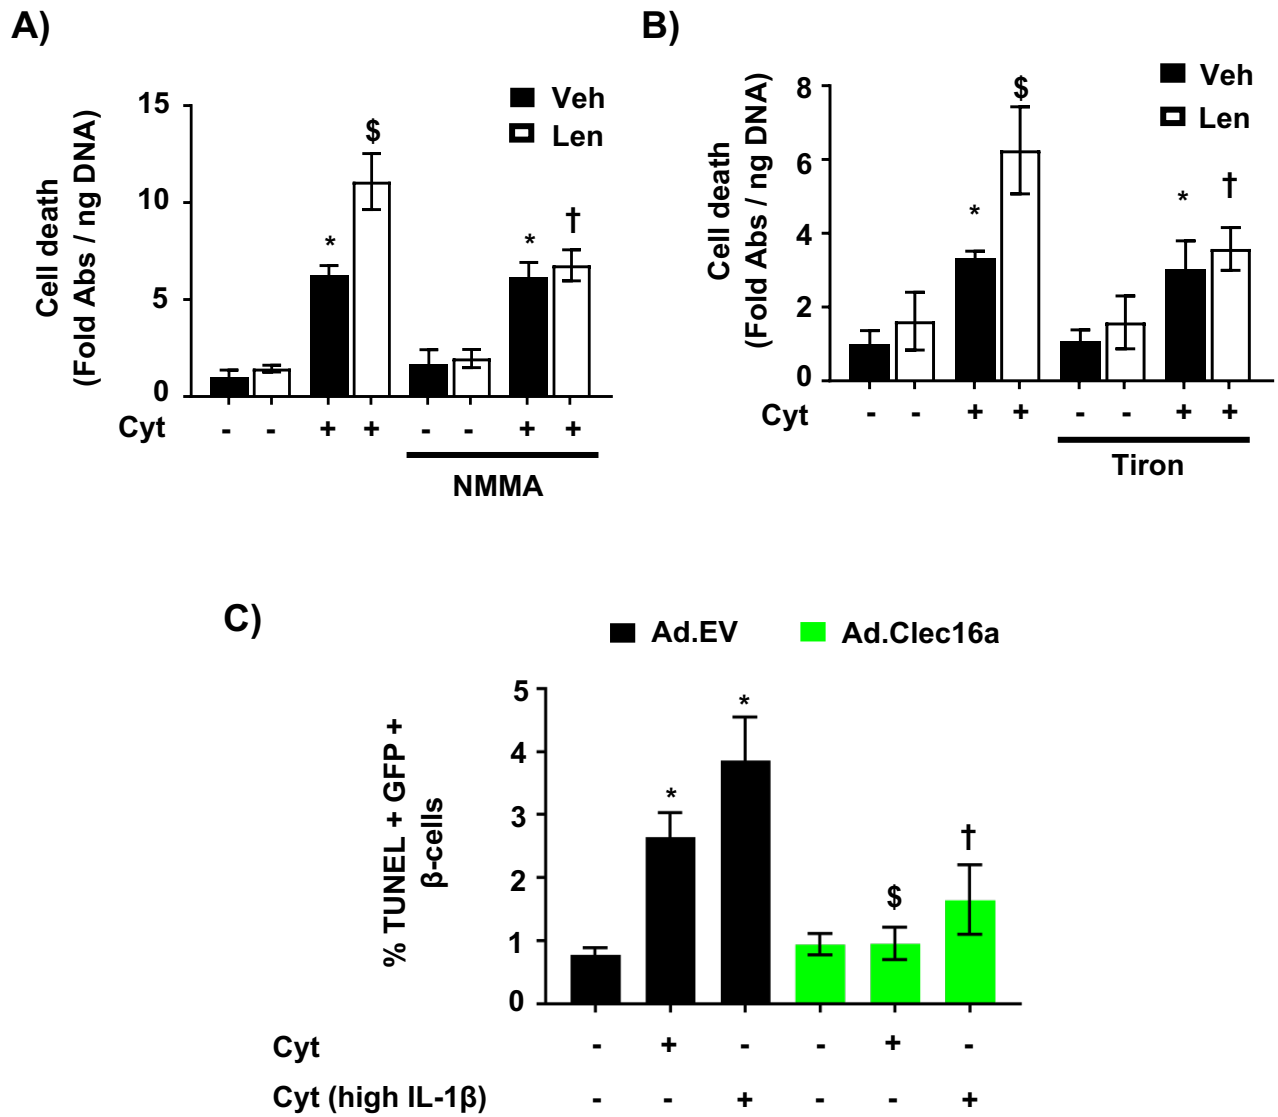 A)
Cell death
(Fold Abs / ng DNA)
15
10
5
0
Veh
Len
* $ * †
Cyt - - + + - - + +
NMMA
B)
Cell death
(Fold Abs / ng DNA)
8
6
4
2
0
Veh
Len
* $ * †
Cyt - - + + - - + +
Tiron
C)
Ad.EV Ad.Clec16a
% TUNEL + GFP +
β-cells
5
4
3
2
1
0
* * $ †
Cyt - + - - + -
Cyt (high IL-1β) - - + - - +